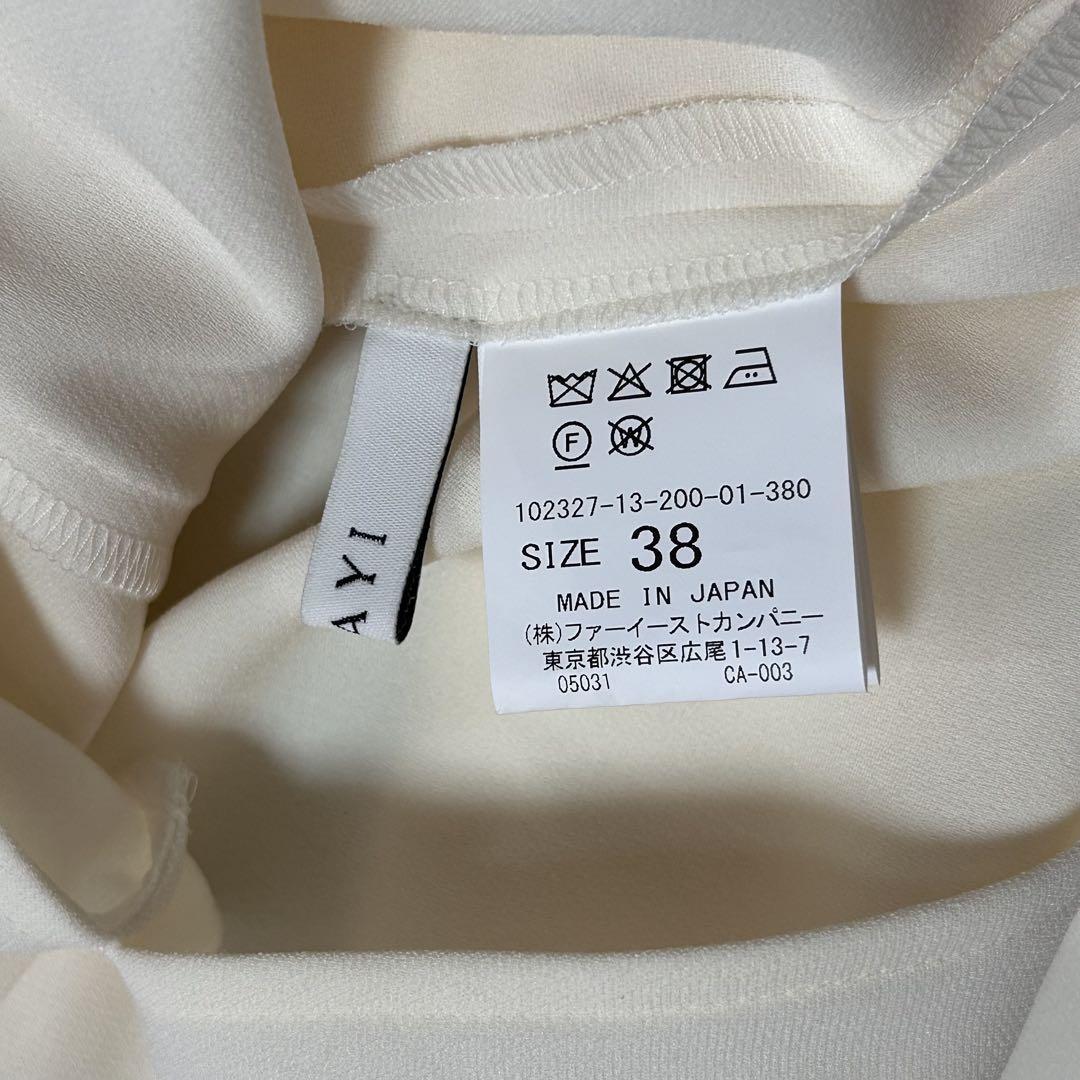 AYI
F
W
102327-13-200-01-380
SIZE 38
MADE IN JAPAN
(株)ファーイーストカンパニー
東京都渋谷区広尾1-13-7
05031 CA-003